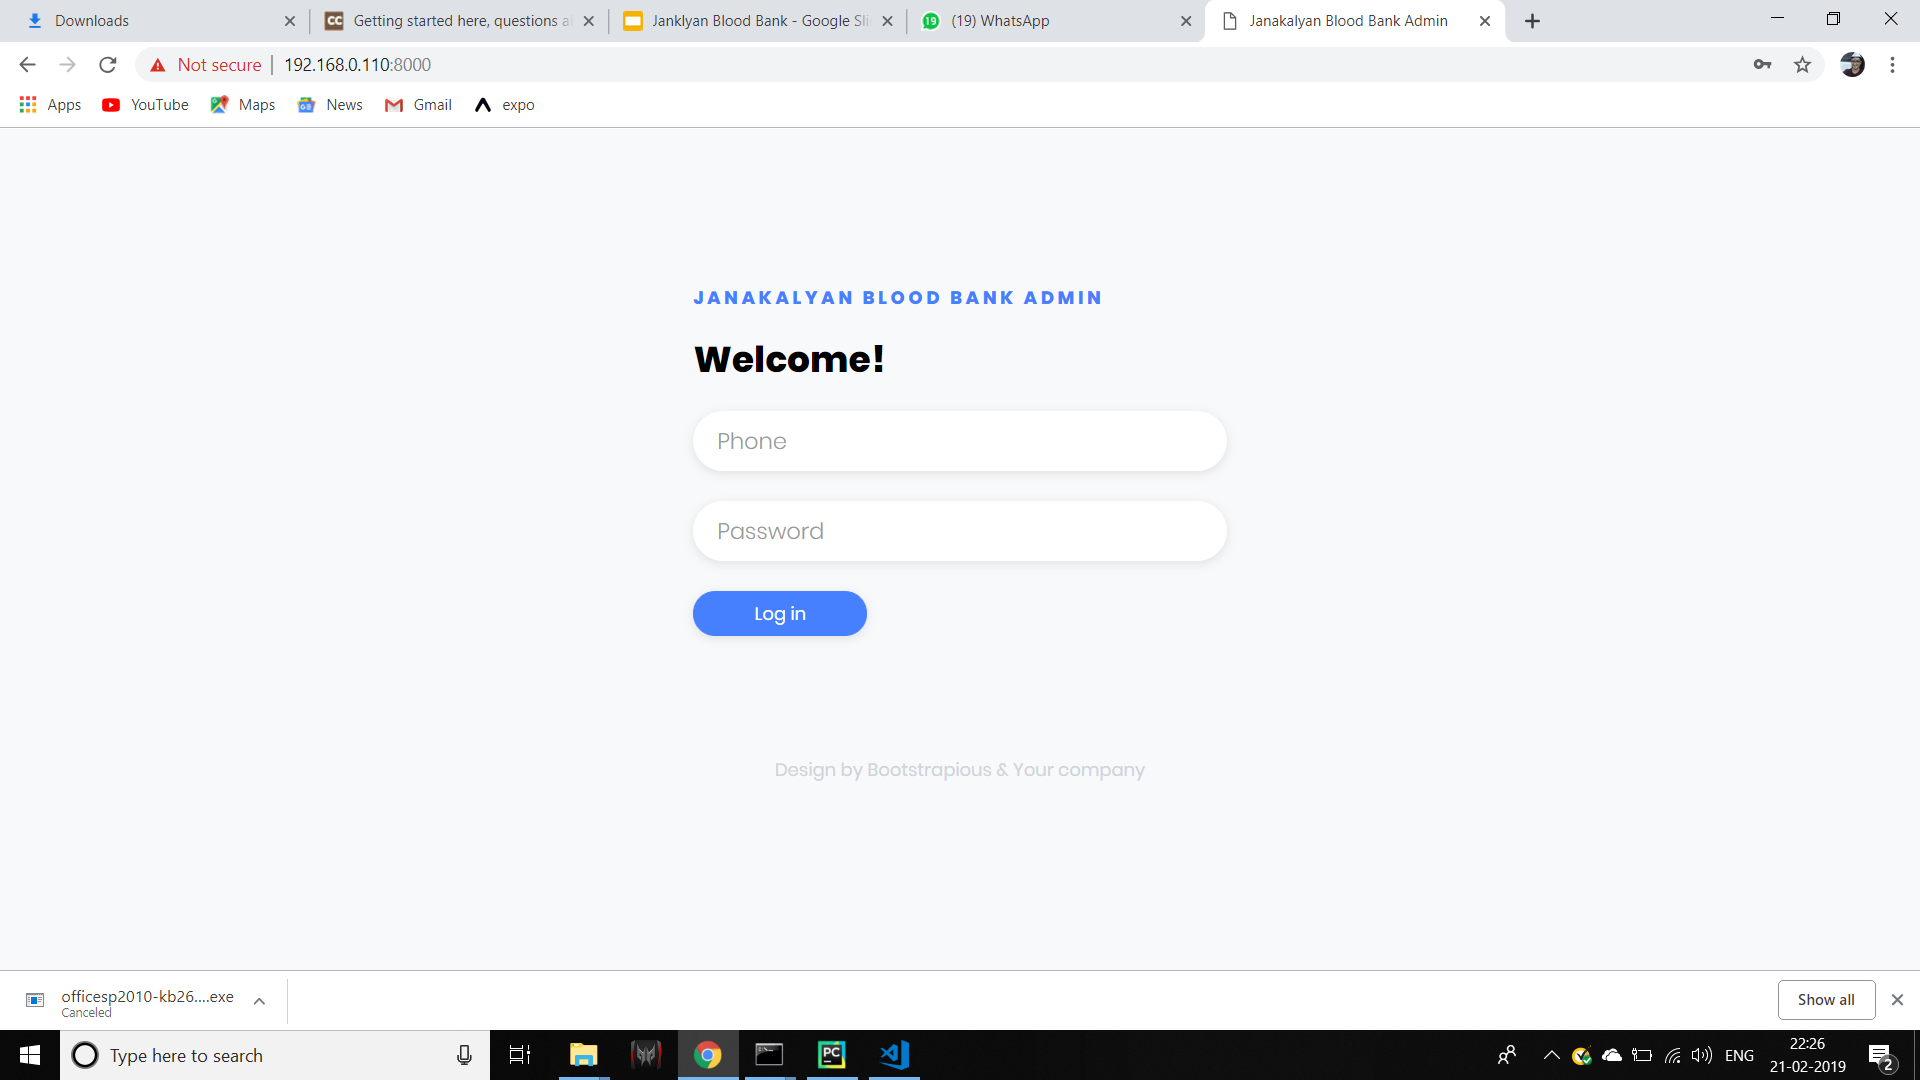 Downloads
Getting started here, questions a
Janklyan Blood Bank - Google Sli
19
(19) WhatsApp
Janakalyan Blood Bank Admin
Not secure
192.168.0.110:8000
Apps
YouTube
Maps
News
Gmail
expo
JANAKALYAN BLOOD BANK ADMIN
Welcome!
Phone
Password
Log in
Design by Bootstrapious & Your company
officesp2010-kb26....exe
Canceled
Show all
Type here to search
PC
ENG
22:26
21-02-2019
2